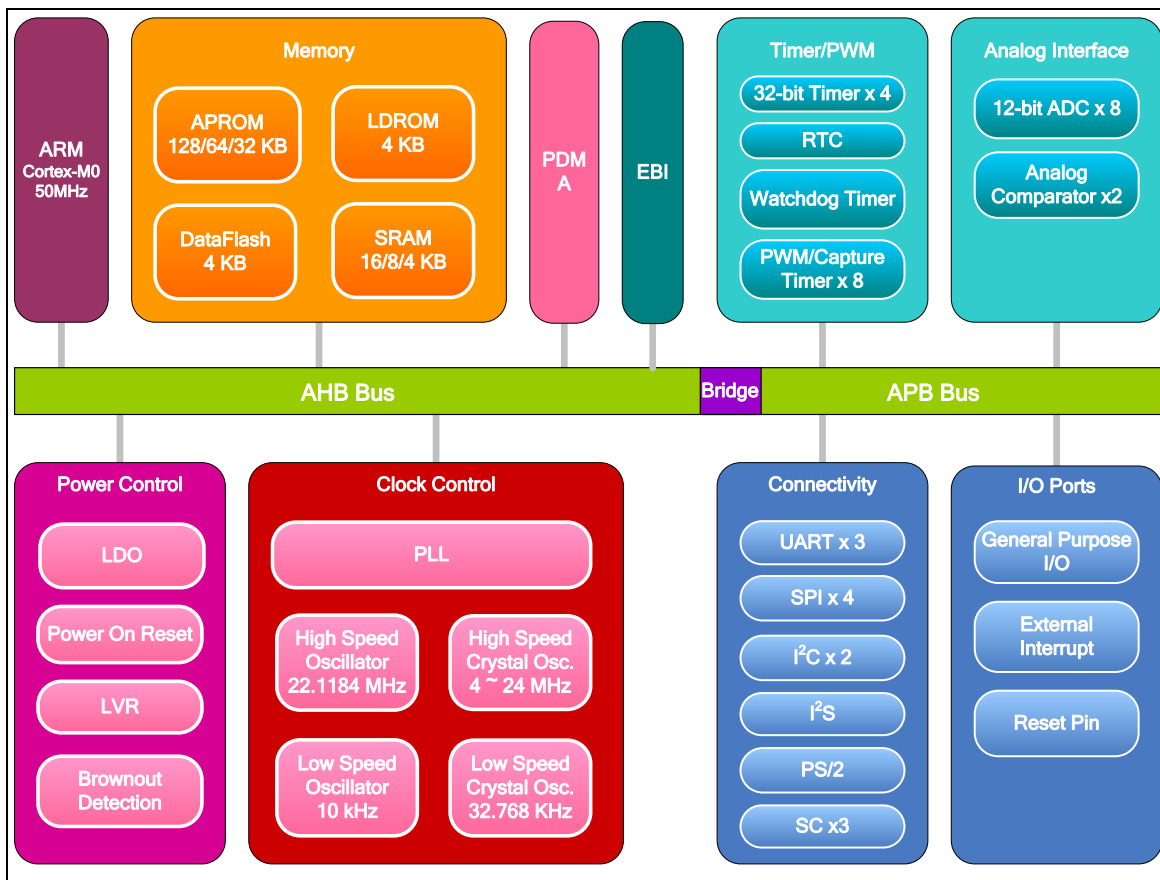 ARM
Cortex-M0
50MHz
Memory
APROM
128/64/32 KB
LDROM
4 KB
DataFlash
4 KB
SRAM
16/8/4 KB
PDM
A
EBI
Timer/PWM
32-bit Timer x 4
RTC
Watchdog Timer
PWM/Capture
Timer x 8
Analog Interface
12-bit ADC x 8
Analog
Comparator x2
AHB Bus
Bridge
APB Bus
Power Control
LDO
Power On Reset
LVR
Brownout
Detection
Clock Control
PLL
High Speed
Oscillator
22.1184 MHz
High Speed
Crystal Osc.
4 ~ 24 MHz
Low Speed
Oscillator
10 kHz
Low Speed
Crystal Osc.
32.768 KHz
Connectivity
UART x 3
SPI x 4
I²C x 2
I²S
PS/2
SC x3
I/O Ports
General Purpose
I/O
External
Interrupt
Reset Pin